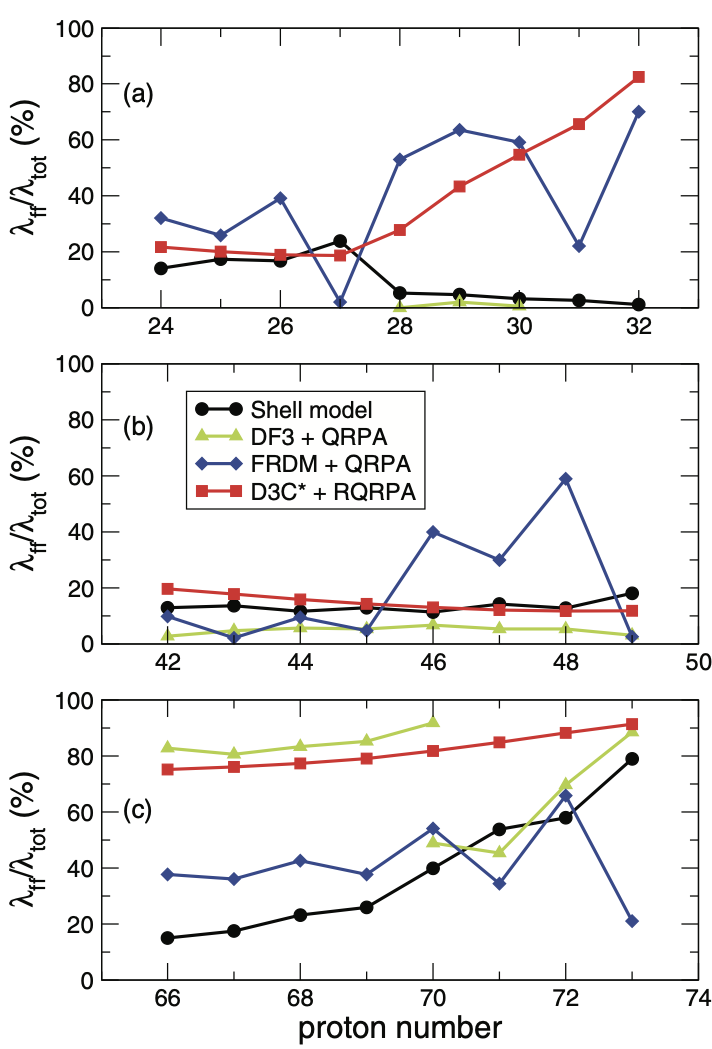 100
80
(a)
60
40
20
0
λff/λtot (%)
24 26 28 30 32
100
80
(b)
60
40
20
0
λff/λtot (%)
Shell model
DF3 + QRPA
FRDM + QRPA
D3C* + RQRPA
42 44 46 48 50
100
80
60
(c)
40
20
0
λff/λtot (%)
66 68 70 72 74
proton number